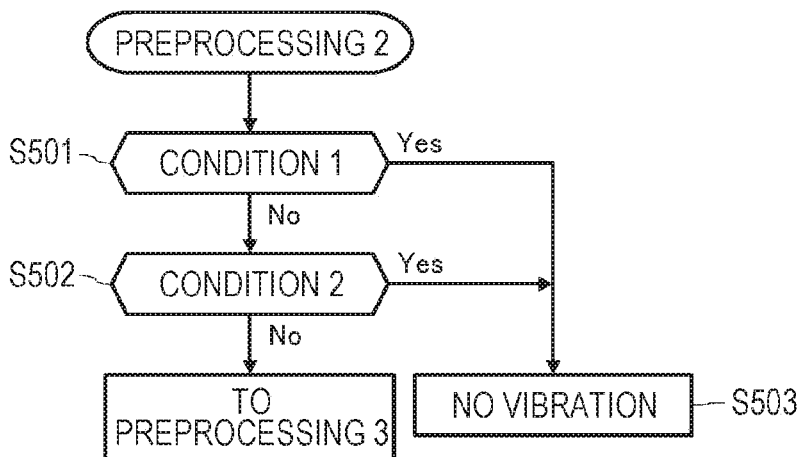 PREPROCESSING 2
S501
CONDITION 1
Yes
No
S502
CONDITION 2
Yes
No
TO
PREPROCESSING 3
NO VIBRATION
S503